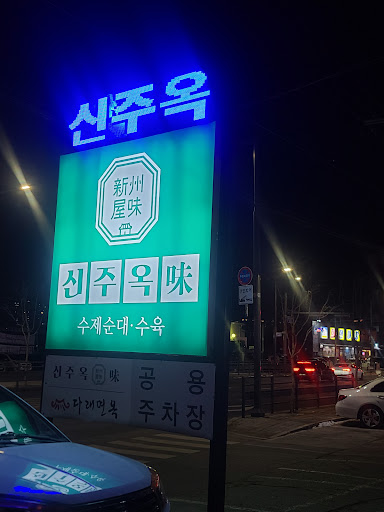 신주옥
新州
屋味
신주옥味
수제순대·수육
신주옥味 공용
다래면옥 주차장